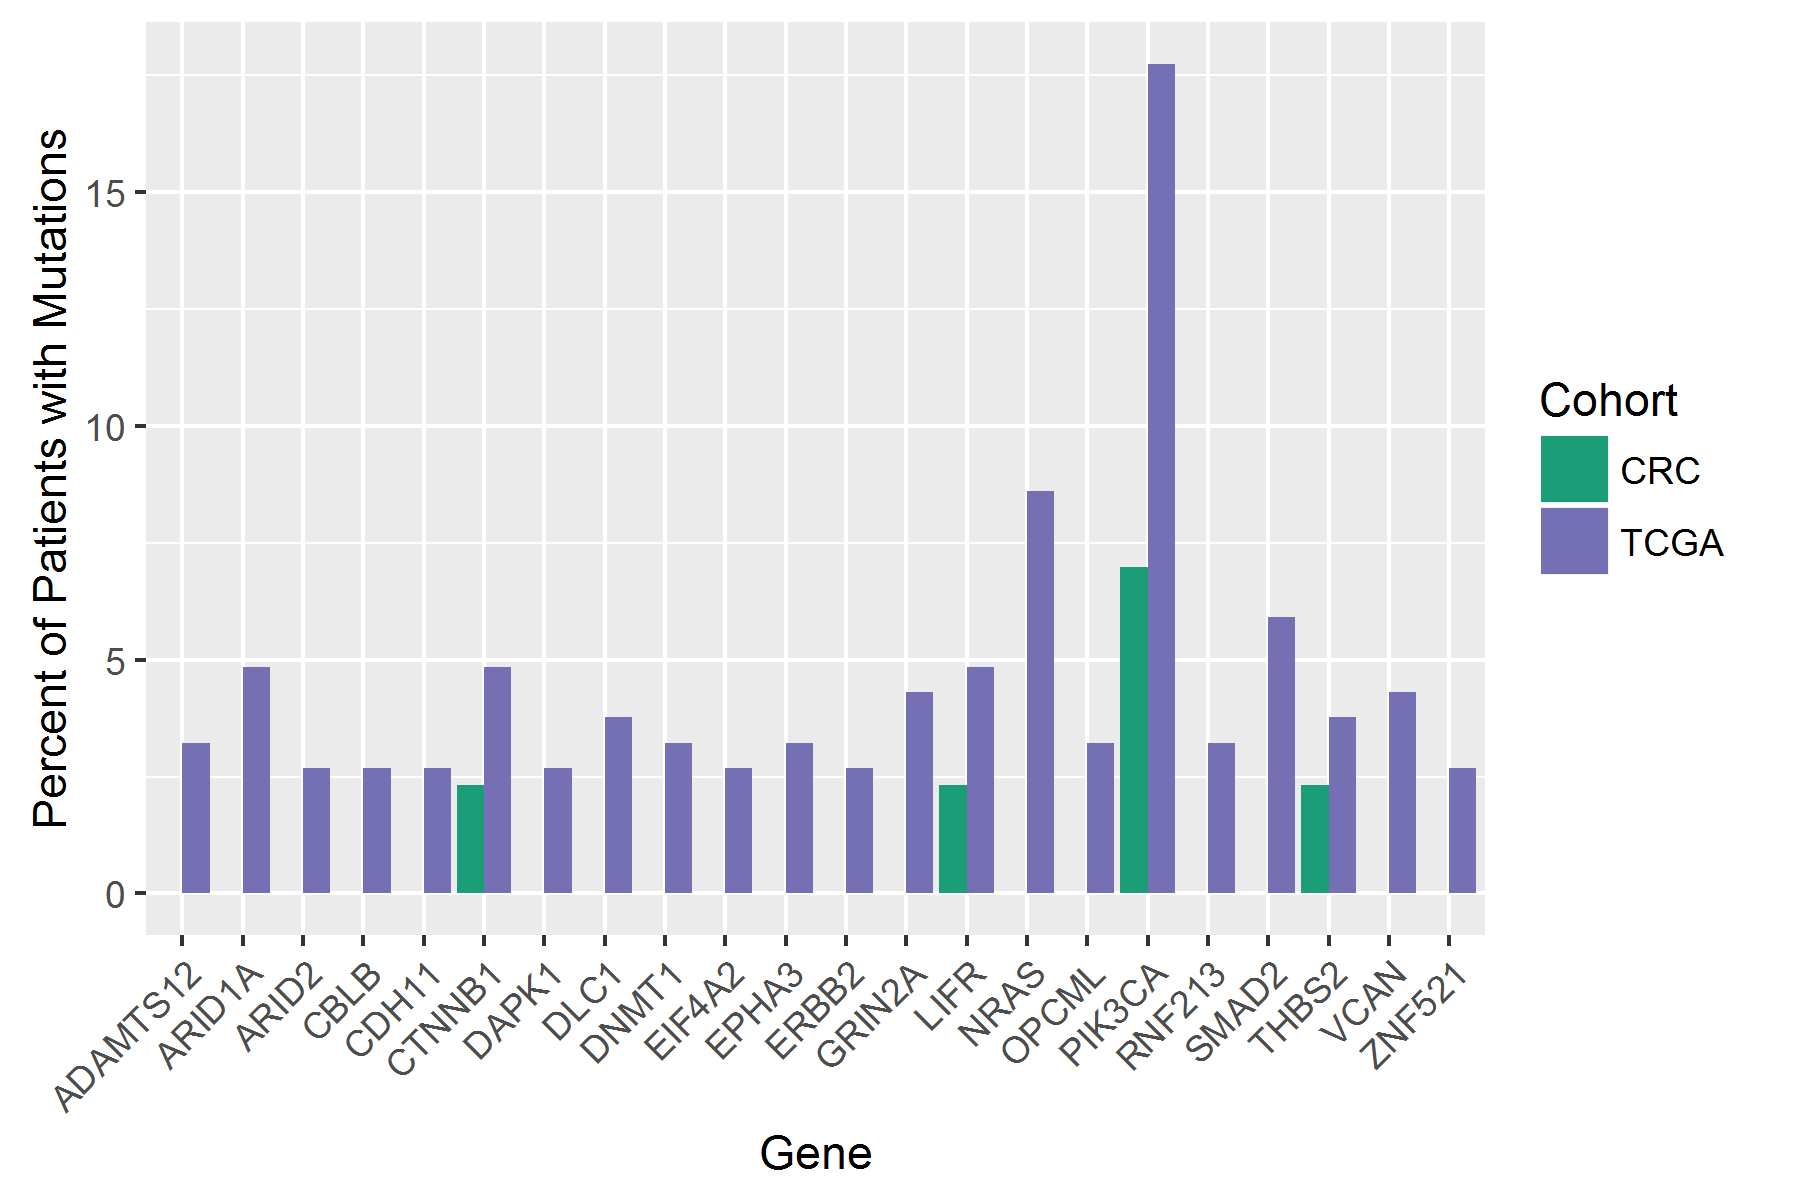 Percent of Patients with Mutations
15
10
5
0
ADAMTS12
ARID1A
ARID2
CBLB
CDH11
CTNNB1
DAPK1
DLC1
DNMT1
EIF4A2
EPHA3
ERBB2
GRIN2A
LIFR
NRAS
OPCML
PIK3CA
RNF213
SMAD2
THBS2
VCAN
ZNF521
Gene
Cohort
CRC
TCGA